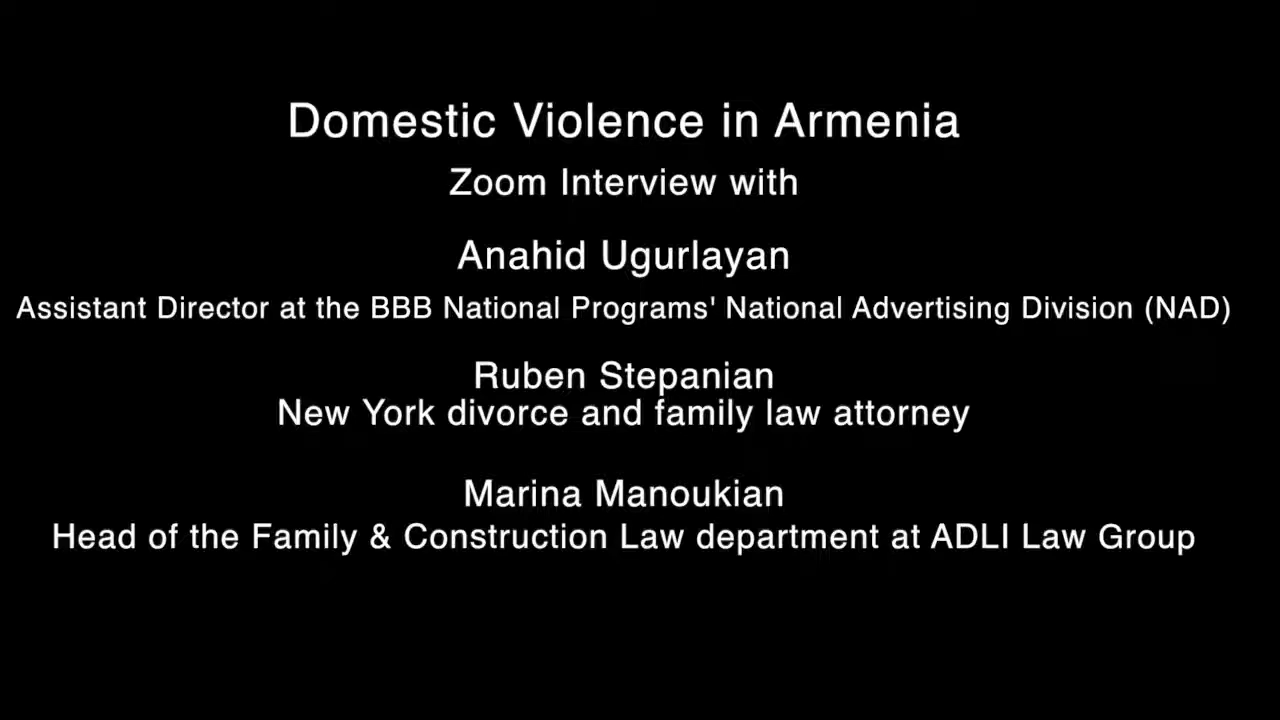 Domestic Violence in Armenia
Zoom Interview with
Anahid Ugurlayan
Assistant Director at the BBB National Programs' National Advertising Division (NAD)
Ruben Stepanian
New York divorce and family law attorney
Marina Manoukian
Head of the Family & Construction Law department at ADLI Law Group